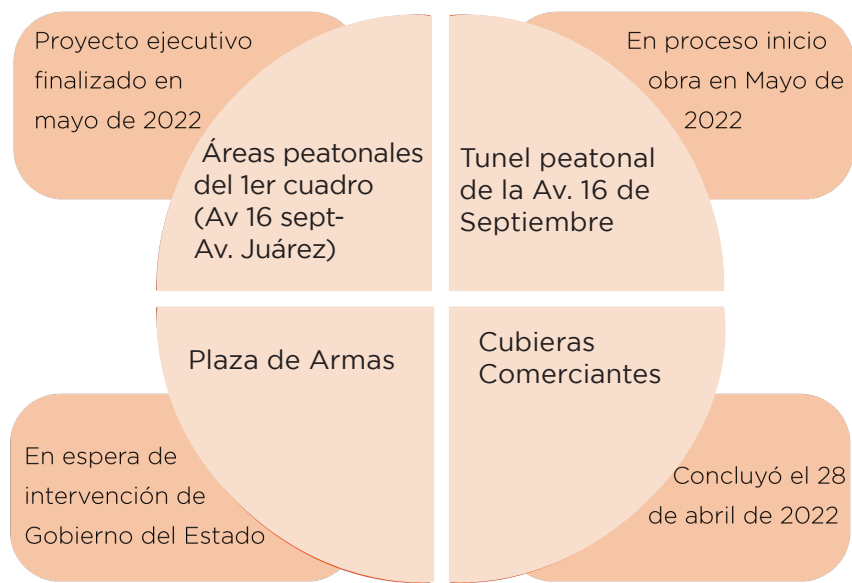 Proyecto ejecutivo
finalizado en
mayo de 2022
En proceso inicio
obra en Mayo de
2022
Áreas peatonales
del 1er cuadro
(Av 16 sept-
Av. Juárez)
Tunel peatonal
de la Av. 16 de
Septiembre
Plaza de Armas
Cubieras
Comerciantes
En espera de
intervención de
Gobierno del Estado
Concluyó el 28
de abril de 2022